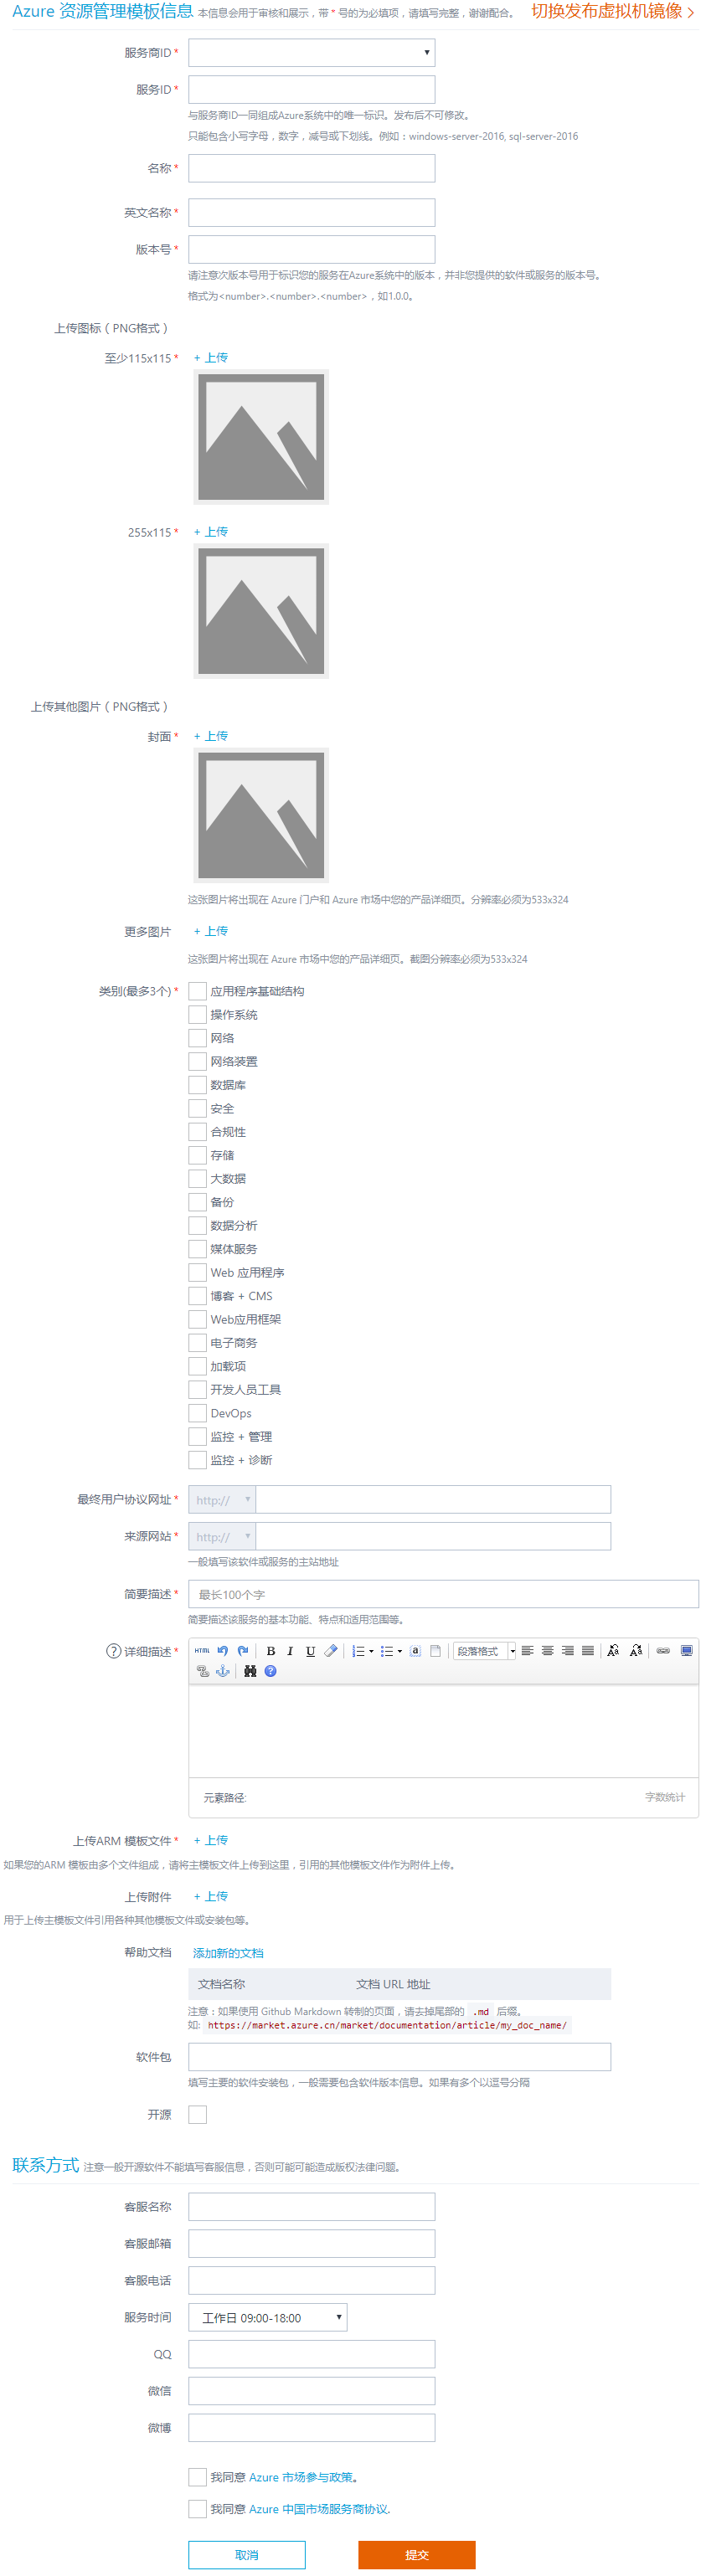 Azure 资源管理模板信息 本信息会用于审核和展示，带 * 号的为必填项，请填写完整，谢谢配合。 切换发布虚拟机镜像 >
服务商ID *
服务ID *
与服务商ID一同组成Azure系统中的唯一标识。发布后不可修改。
只能包含小写字母，数字，减号或下划线。例如：windows-server-2016, sql-server-2016
名称 *
英文名称 *
版本号 *
请注意次版本号用于标识您的服务在Azure系统中的版本，并非您提供的软件或服务的版本号。
格式为<number>.<number>.<number>，如1.0.0。
上传图标（PNG格式）
至少115x115 * + 上传
255x115 * + 上传
上传其他图片（PNG格式）
封面 * + 上传
这张图片将出现在 Azure 门户和 Azure 市场中您的产品详细页。分辨率必须为533x324
更多图片 + 上传
这张图片将出现在 Azure 市场中您的产品详细页。截图分辨率必须为533x324
类别(最多3个) * 应用程序基础结构
操作系统
网络
网络装置
数据库
安全
合规性
存储
大数据
备份
数据分析
媒体服务
Web 应用程序
博客 + CMS
Web应用框架
电子商务
加载项
开发人员工具
DevOps
监控 + 管理
监控 + 诊断
最终用户协议网址 * http://
来源网站 * http://
一般填写该软件或服务的主站地址
简要描述 * 最长100个字
简要描述该服务的基本功能、特点和适用范围等。
? 详细描述 * HTML B I U a 段落格式 Aa Aa
?
元素路径: 字数统计
上传ARM 模板文件 * + 上传
如果您的ARM 模板由多个文件组成，请将主模板文件上传到这里，引用的其他模板文件作为附件上传。
上传附件 + 上传
用于上传主模板文件引用各种其他模板文件或安装包等。
帮助文档 添加新的文档
文档名称 文档 URL 地址
注意：如果使用 Github Markdown 转制的页面，请去掉尾部的 .md 后缀。
如: https://market.azure.cn/market/documentation/article/my_doc_name/
软件包
填写主要的软件安装包，一般需要包含软件版本信息。如果有多个以逗号分隔
开源
联系方式 注意一般开源软件不能填写客服信息，否则可能可能造成版权法律问题。
客服名称
客服邮箱
客服电话
服务时间 工作日 09:00-18:00
QQ
微信
微博
我同意 Azure 市场参与政策。
我同意 Azure 中国市场服务商协议.
取消 提交